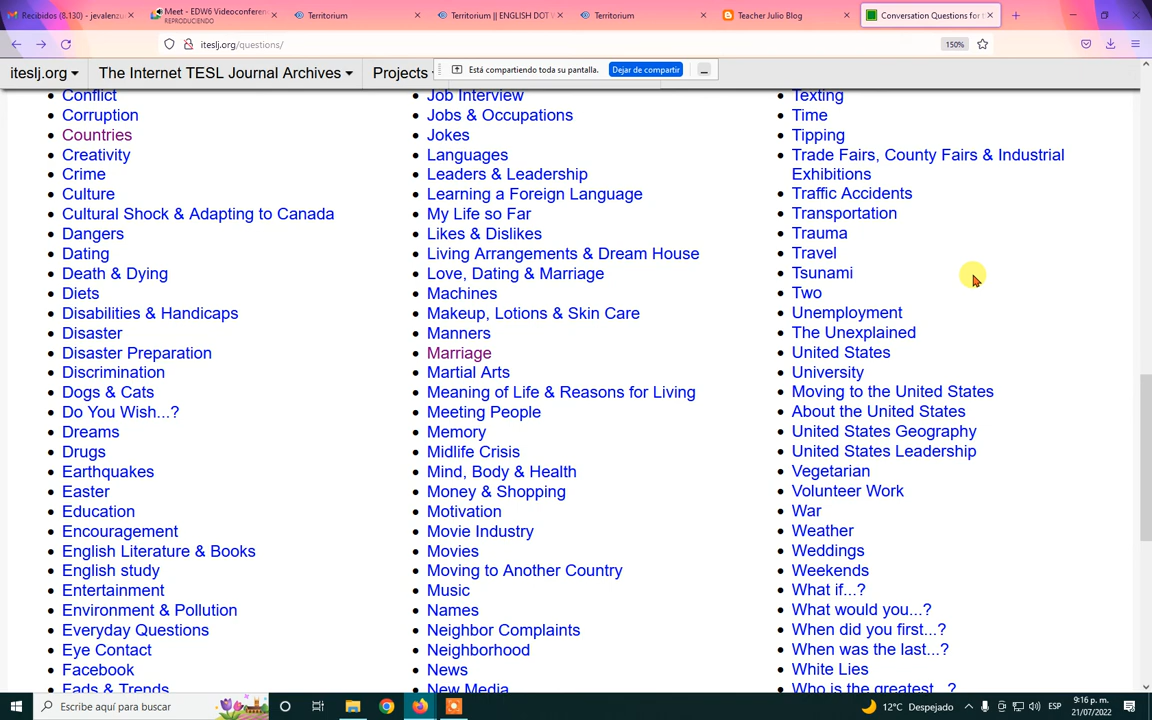 Recibidos (8.130) - jevalenzu
Meet - EDW6 Videoconferen
REPRODUCIENDO
Territorium
Territorium || ENGLISH DOT
Territorium
Teacher Julio Blog
Conversation Questions for t
iteslj.org/questions/
150%
iteslj.org
The Internet TESL Journal Archives
Projects
Está compartiendo toda su pantalla.
Dejar de compartir
Conflict
Corruption
Countries
Creativity
Crime
Culture
Cultural Shock & Adapting to Canada
Dangers
Dating
Death & Dying
Diets
Disabilities & Handicaps
Disaster
Disaster Preparation
Discrimination
Dogs & Cats
Do You Wish...?
Dreams
Drugs
Earthquakes
Easter
Education
Encouragement
English Literature & Books
English study
Entertainment
Environment & Pollution
Everyday Questions
Eye Contact
Facebook
Fads & Trends
Job Interview
Jobs & Occupations
Jokes
Languages
Leaders & Leadership
Learning a Foreign Language
My Life so Far
Likes & Dislikes
Living Arrangements & Dream House
Love, Dating & Marriage
Machines
Makeup, Lotions & Skin Care
Manners
Marriage
Martial Arts
Meaning of Life & Reasons for Living
Meeting People
Memory
Midlife Crisis
Mind, Body & Health
Money & Shopping
Motivation
Movie Industry
Movies
Moving to Another Country
Music
Names
Neighbor Complaints
Neighborhood
News
New Media
Texting
Time
Tipping
Trade Fairs, County Fairs & Industrial
Exhibitions
Traffic Accidents
Transportation
Trauma
Travel
Tsunami
Two
Unemployment
The Unexplained
United States
University
Moving to the United States
About the United States
United States Geography
United States Leadership
Vegetarian
Volunteer Work
War
Weather
Weddings
Weekends
What if...?
What would you...?
When did you first...?
When was the last...?
White Lies
Who is the greatest...?
Escribe aquí para buscar
12°C Despejado
ESP
9:16 p. m.
21/07/2022